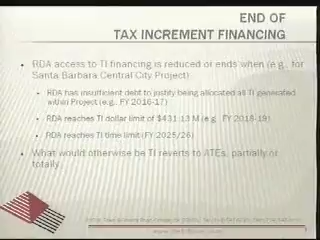 END OF
TAX INCREMENT FINANCING
• RDA access to TI financing is reduced or ends when (e.g., for
Santa Barbara Central City Project):
• RDA has insufficient debt to justify being allocated all TI generated
within Project (e.g., FY 2016-17)
• RDA reaches TI dollar limit of $431.13 M (e.g., FY 2018-19)
• RDA reaches TI time limit (FY 2025/26)
• What would otherwise be TI reverts to ATEs, partially or
totally.